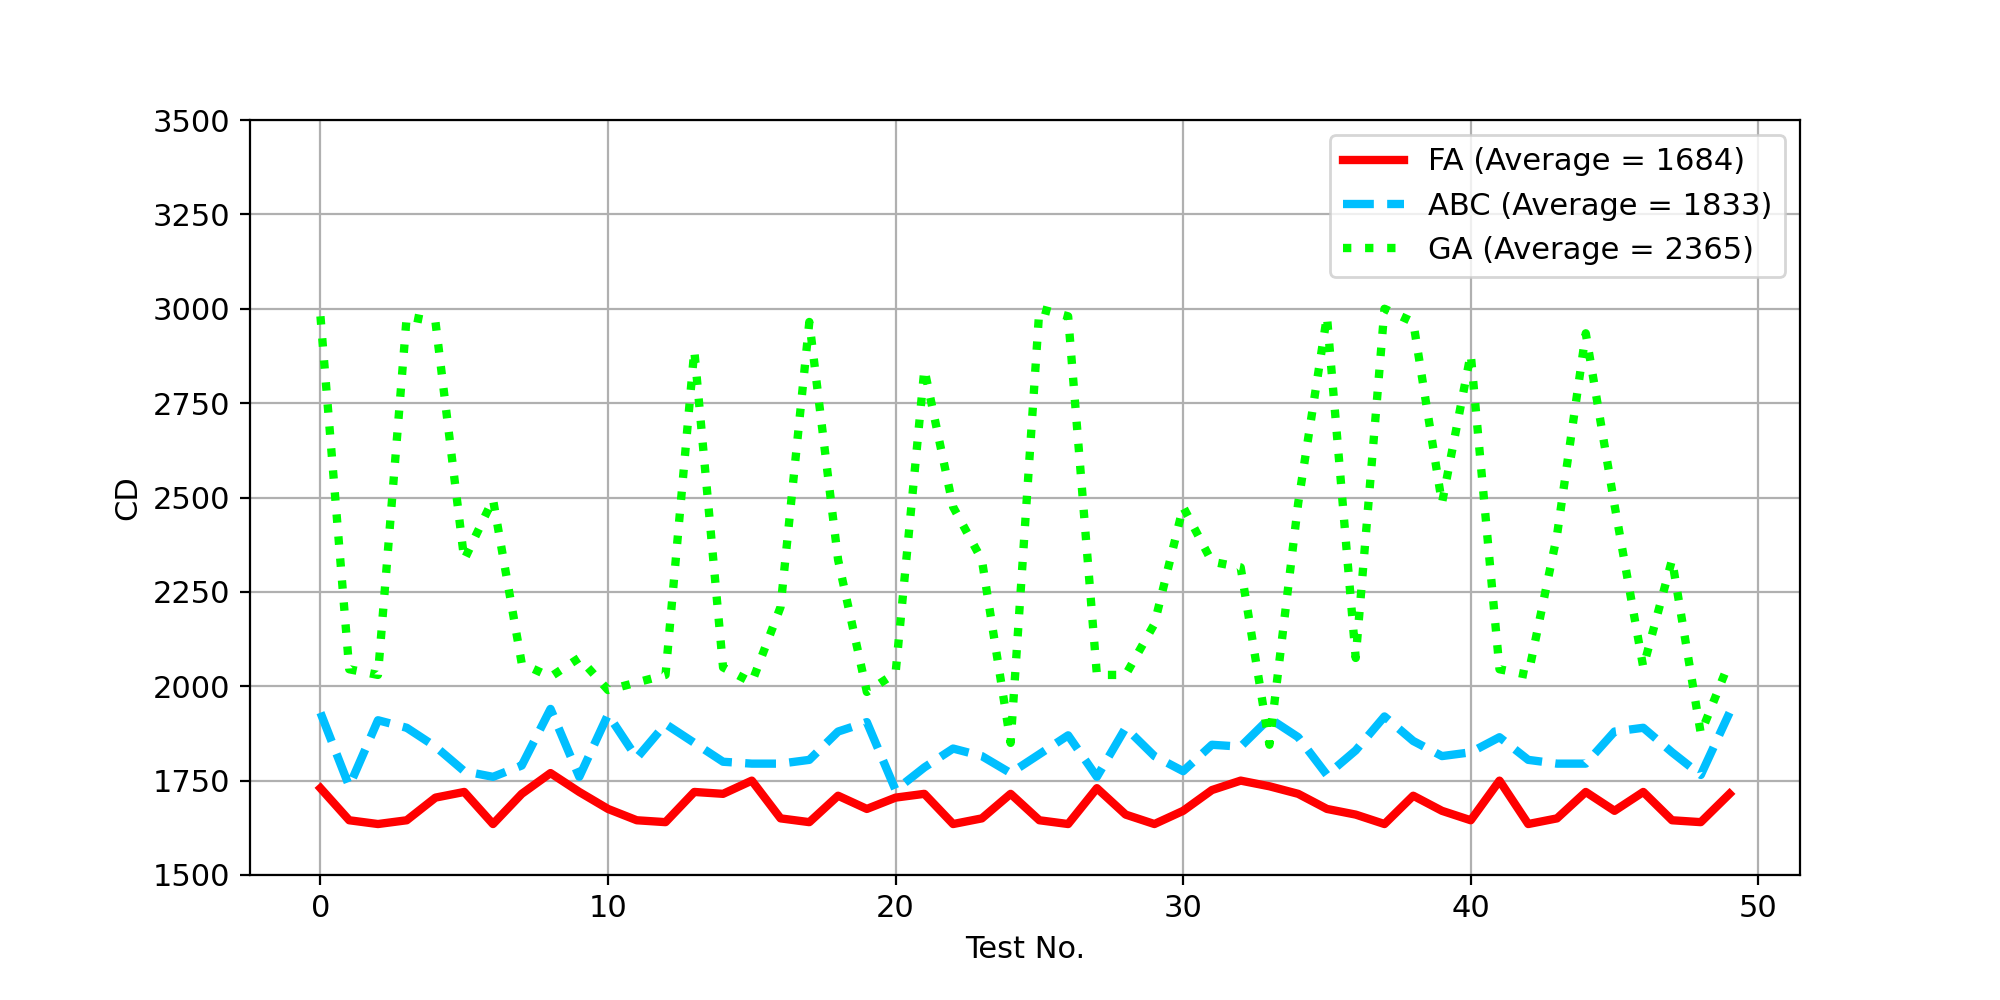 3500
3250
3000
2750
2500
2250
2000
1750
1500
CD
FA (Average = 1684)
ABC (Average = 1833)
GA (Average = 2365)
0 10 20 30 40 50
Test No.